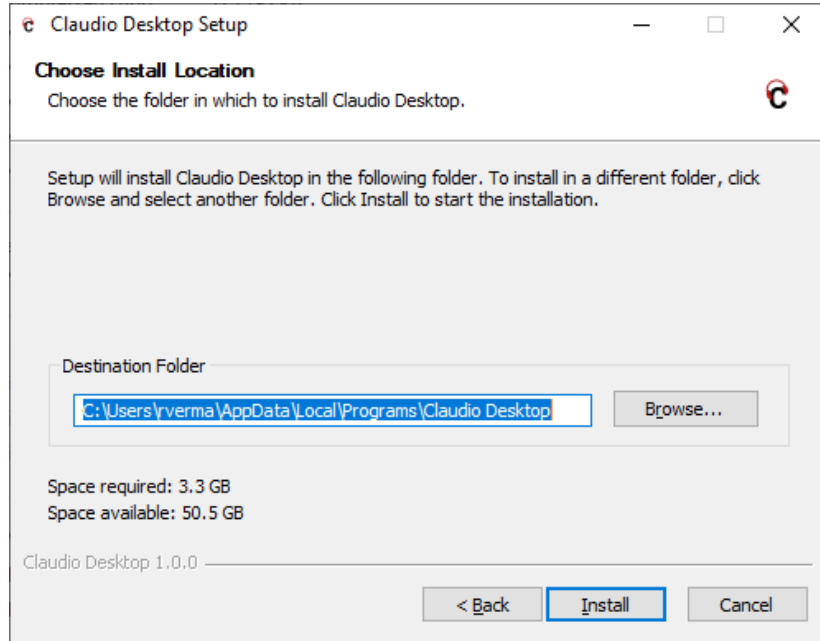 Claudio Desktop Setup
Choose Install Location
Choose the folder in which to install Claudio Desktop.
Setup will install Claudio Desktop in the following folder. To install in a different folder, click
Browse and select another folder. Click Install to start the installation.
Destination Folder
C:\Users\rverma\AppData\Local\Programs\Claudio Desktop
Browse...
Space required: 3.3 GB
Space available: 50.5 GB
Claudio Desktop 1.0.0
< Back
Install
Cancel